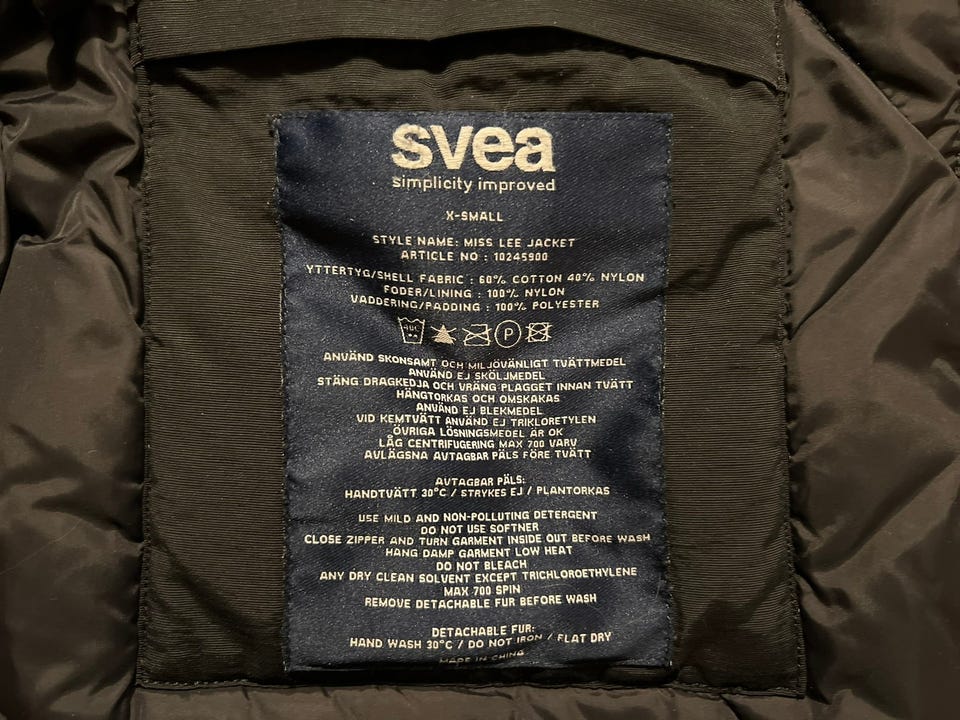 svea
simplicity improved
X-SMALL
STYLE NAME: MISS LEE JACKET
ARTICLE NO : 10245900
YTTERTYG/SHELL FABRIC : 60% COTTON 40% NYLON
FODER/LINING : 100% NYLON
VADDERING/PADDING : 100% POLYESTER
P
ANVÄND SKONSAMT OCH MILJÖVÄNLIGT TVÄTTMEDEL
ANVÄND EJ SKÖLJMEDEL
STÄNG DRAGKEDJA OCH VRÄNG PLAGGET INNAN TVÄTT
HÄNGTORKAS OCH OMSKAKAS
ANVÄND EJ BLEKMEDEL
VID KEMTVÄTT ANVÄND EJ TRIKLORETYLEN
ÖVRIGA LÖSNINGSMEDEL ÄR OK
LÅG CENTRIFUGERING MAX 700 VARV
AVLÄGSNA AVTAGBAR PÄLS FÖRE TVÄTT
AVTAGBAR PÄLS:
HANDTVÄTT 30°C / STRYKES EJ / PLANTORKAS
USE MILD AND NON-POLLUTING DETERGENT
DO NOT USE SOFTNER
CLOSE ZIPPER AND TURN GARMENT INSIDE OUT BEFORE WASH
HANG DAMP GARMENT LOW HEAT
DO NOT BLEACH
ANY DRY CLEAN SOLVENT EXCEPT TRICHLOROETHYLENE
MAX 700 SPIN
REMOVE DETACHABLE FUR BEFORE WASH
DETACHABLE FUR:
HAND WASH 30°C / DO NOT IRON / FLAT DRY
MADE IN CHINA